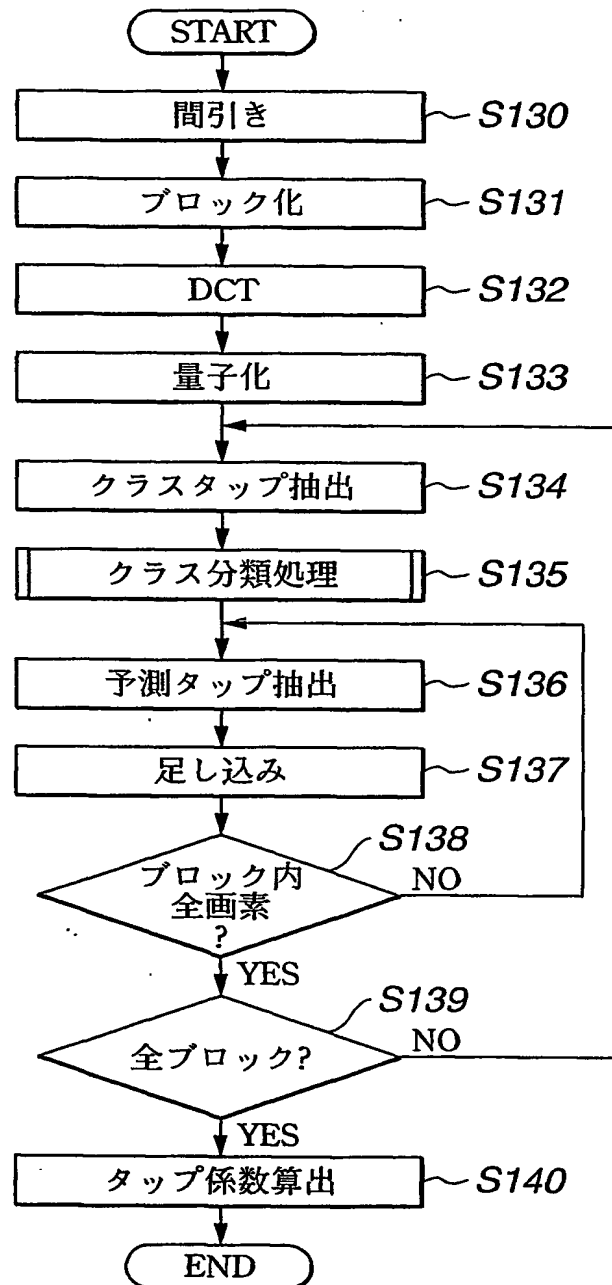 START
間引き
S130
ブロック化
S131
DCT
S132
量子化
S133
クラスタップ抽出
S134
クラス分類処理
S135
予測タップ抽出
S136
足し込み
S137
S138
ブロック内
全画素
?
NO
YES
S139
全ブロック?
NO
YES
タップ係数算出
S140
END